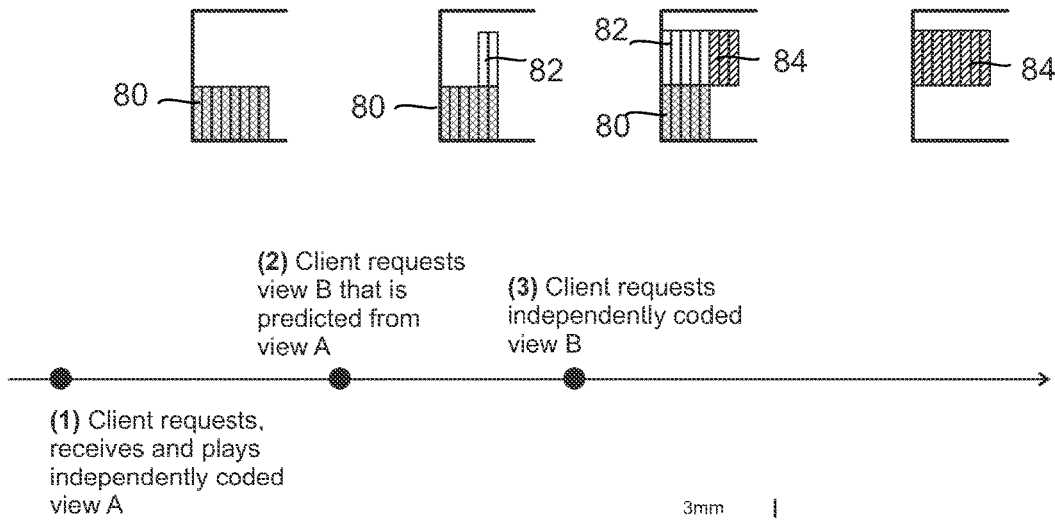 80
80
82
82
84
80
84
(2) Client requests
view B that is
predicted from
view A
(3) Client requests
independently coded
view B
(1) Client requests,
receives and plays
independently coded
view A
3mm